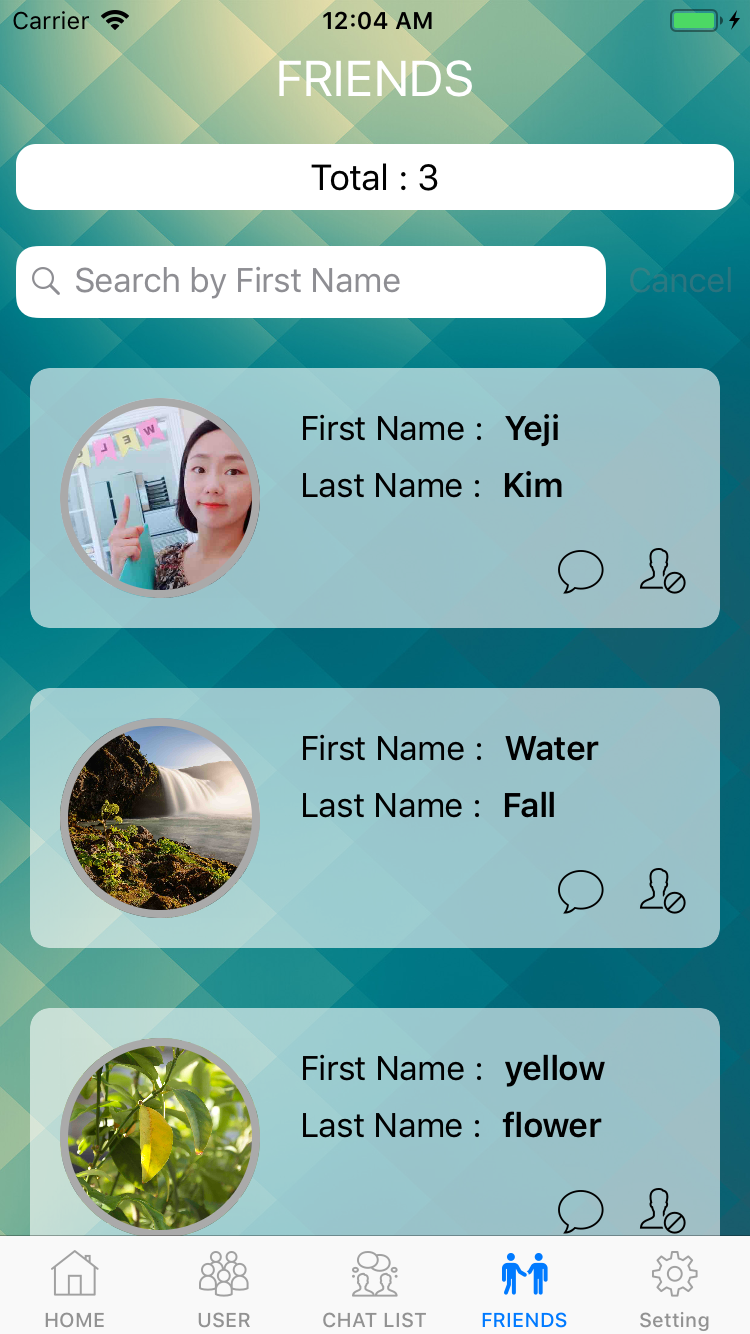 Carrier 12:04 AM
FRIENDS
Total : 3
Search by First Name Cancel
W E L
First Name : Yeji
Last Name : Kim
First Name : Water
Last Name : Fall
First Name : yellow
Last Name : flower
HOME USER CHAT LIST FRIENDS Setting